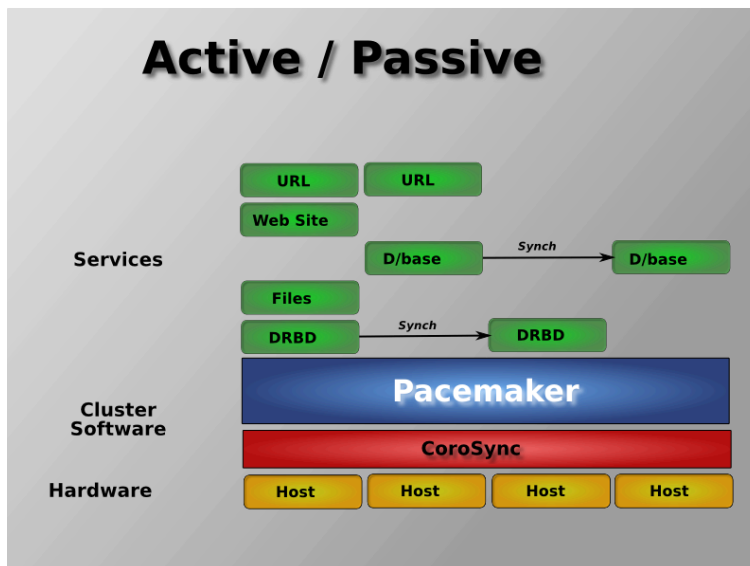 Active / Passive
URL
URL
Web Site
Services
D/base
Synch
D/base
Files
DRBD
Synch
DRBD
Pacemaker
Cluster
Software
CoroSync
Hardware
Host
Host
Host
Host